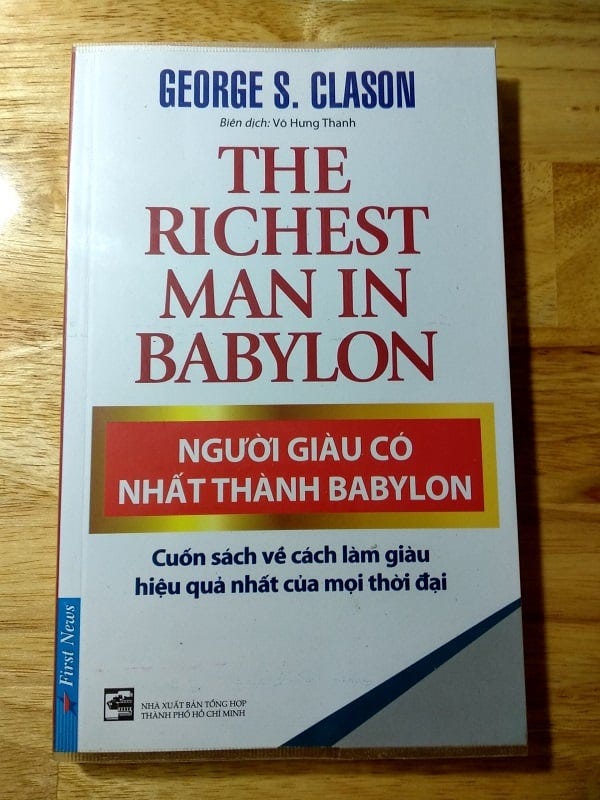 GEORGE S. CLASON
Biên dịch: Võ Hưng Thanh
THE
RICHEST
MAN IN
BABYLON
NGƯỜI GIÀU CÓ
NHẤT THÀNH BABYLON
Cuốn sách về cách làm giàu
hiệu quả nhất của mọi thời đại
First News
NHÀ XUẤT BẢN TỔNG HỢP
THÀNH PHỐ HỒ CHÍ MINH